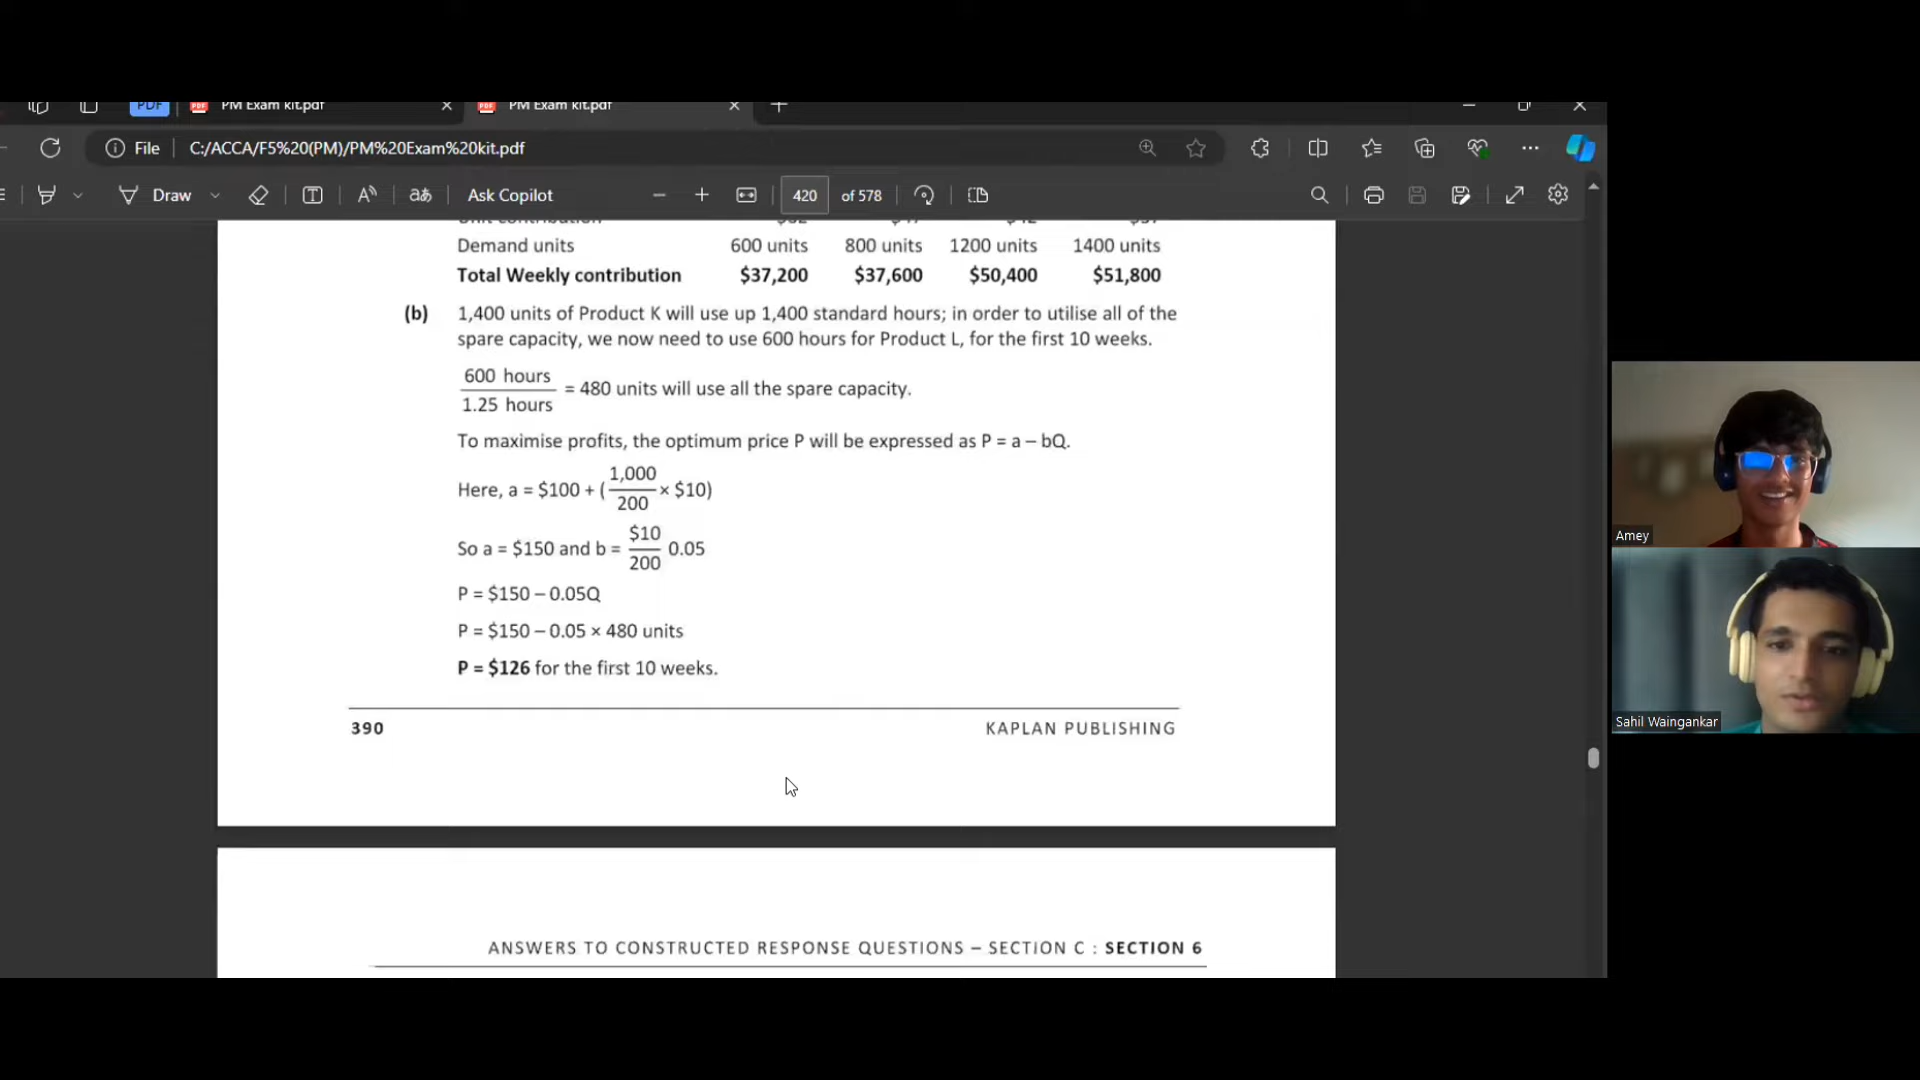 PDF PM Exam kit.pdf PM Exam kit.pdf
File C:/ACCA/F5%20(PM)/PM%20Exam%20kit.pdf
Draw Ask Copilot 420 of 578
Demand units 600 units 800 units 1200 units 1400 units
Total Weekly contribution $37,200 $37,600 $50,400 $51,800
(b) 1,400 units of Product K will use up 1,400 standard hours; in order to utilise all of the
spare capacity, we now need to use 600 hours for Product L, for the first 10 weeks.
600 hours
1.25 hours
= 480 units will use all the spare capacity.
To maximise profits, the optimum price P will be expressed as P = a – bQ.
Here, a = $100 + (1,000/200 × $10)
So a = $150 and b = $10/200 0.05
P = $150 – 0.05Q
P = $150 – 0.05 × 480 units
P = $126 for the first 10 weeks.
390 KAPLAN PUBLISHING
ANSWERS TO CONSTRUCTED RESPONSE QUESTIONS – SECTION C : SECTION 6
Amey
Sahil Waingankar